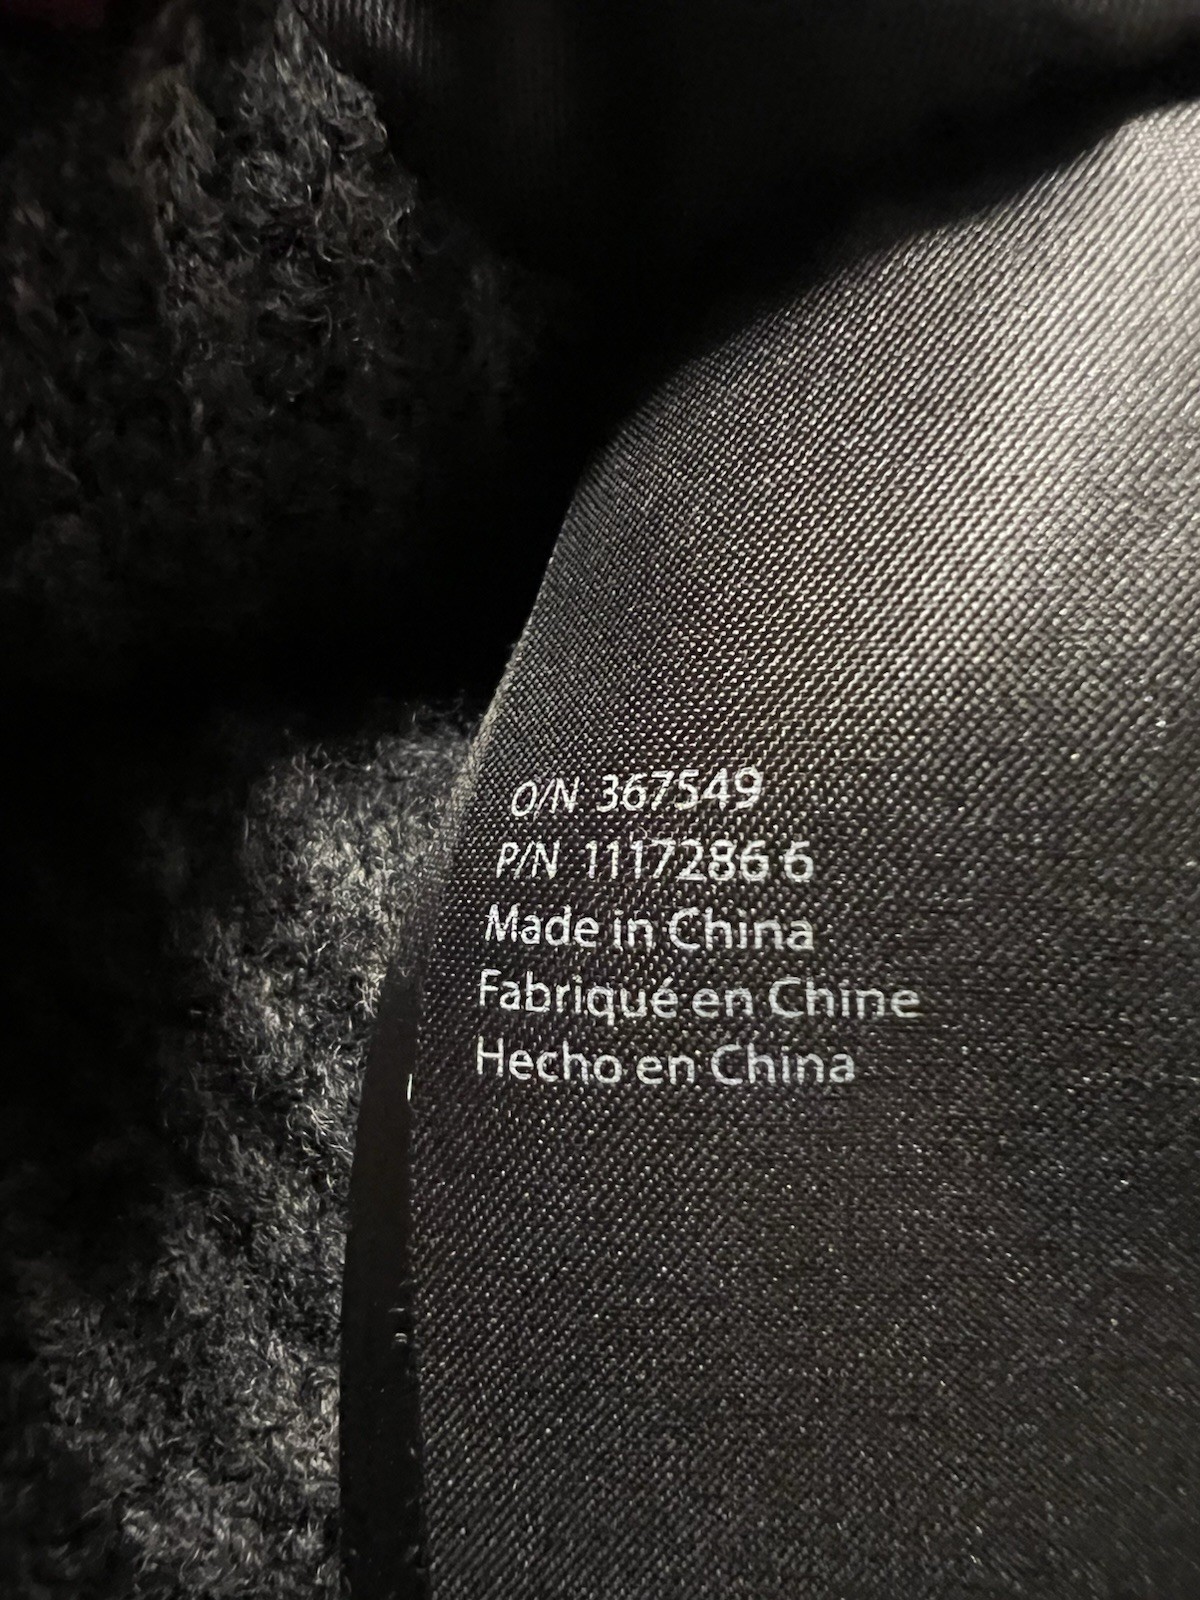 O/N 367549
P/N 1117286 6
Made in China
Fabriqué en Chine
Hecho en China